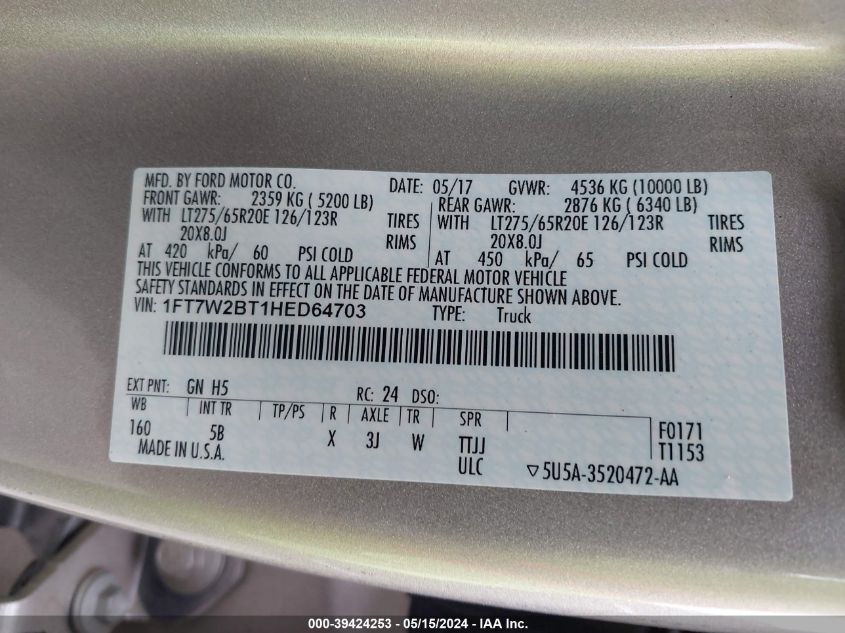 MFD. BY FORD MOTOR CO. DATE: 05/17 GVWR: 4536 KG (10000 LB)
FRONT GAWR: 2359 KG ( 5200 LB) REAR GAWR: 2876 KG ( 6340 LB)
WITH LT275/65R20E 126/123R TIRES WITH LT275/65R20E 126/123R TIRES
20X8.0J RIMS 20X8.0J RIMS
AT 420 kPa/ 60 PSI COLD AT 450 kPa/ 65 PSI COLD
THIS VEHICLE CONFORMS TO ALL APPLICABLE FEDERAL MOTOR VEHICLE
SAFETY STANDARDS IN EFFECT ON THE DATE OF MANUFACTURE SHOWN ABOVE.
VIN: 1FT7W2BT1HED64703 TYPE: Truck
EXT PNT: GN H5 RC: 24 DSO:
WB INT TR TP/PS R AXLE TR SPR
160 5B X 3J W TTJJ F0171
MADE IN U.S.A. ULC T1153
▽5U5A-3520472-AA
000-39424253 - 05/15/2024 - IAA Inc.